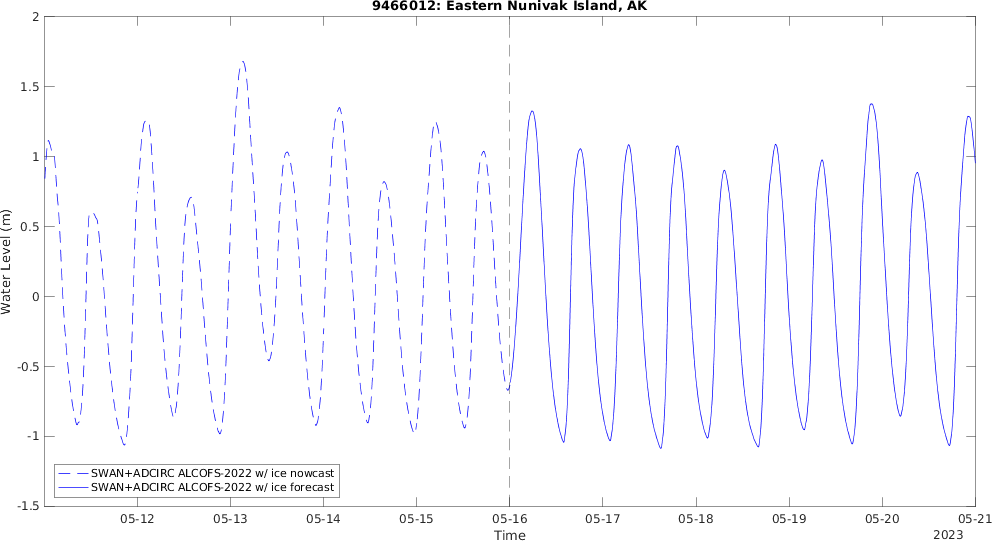 9466012: Eastern Nunivak Island, AK
2
1.5
1
0.5
0
-0.5
-1
-1.5
Water Level (m)
SWAN+ADCIRC ALCOFS-2022 w/ ice nowcast
SWAN+ADCIRC ALCOFS-2022 w/ ice forecast
05-12 05-13 05-14 05-15 05-16 05-17 05-18 05-19 05-20 05-21
Time
2023